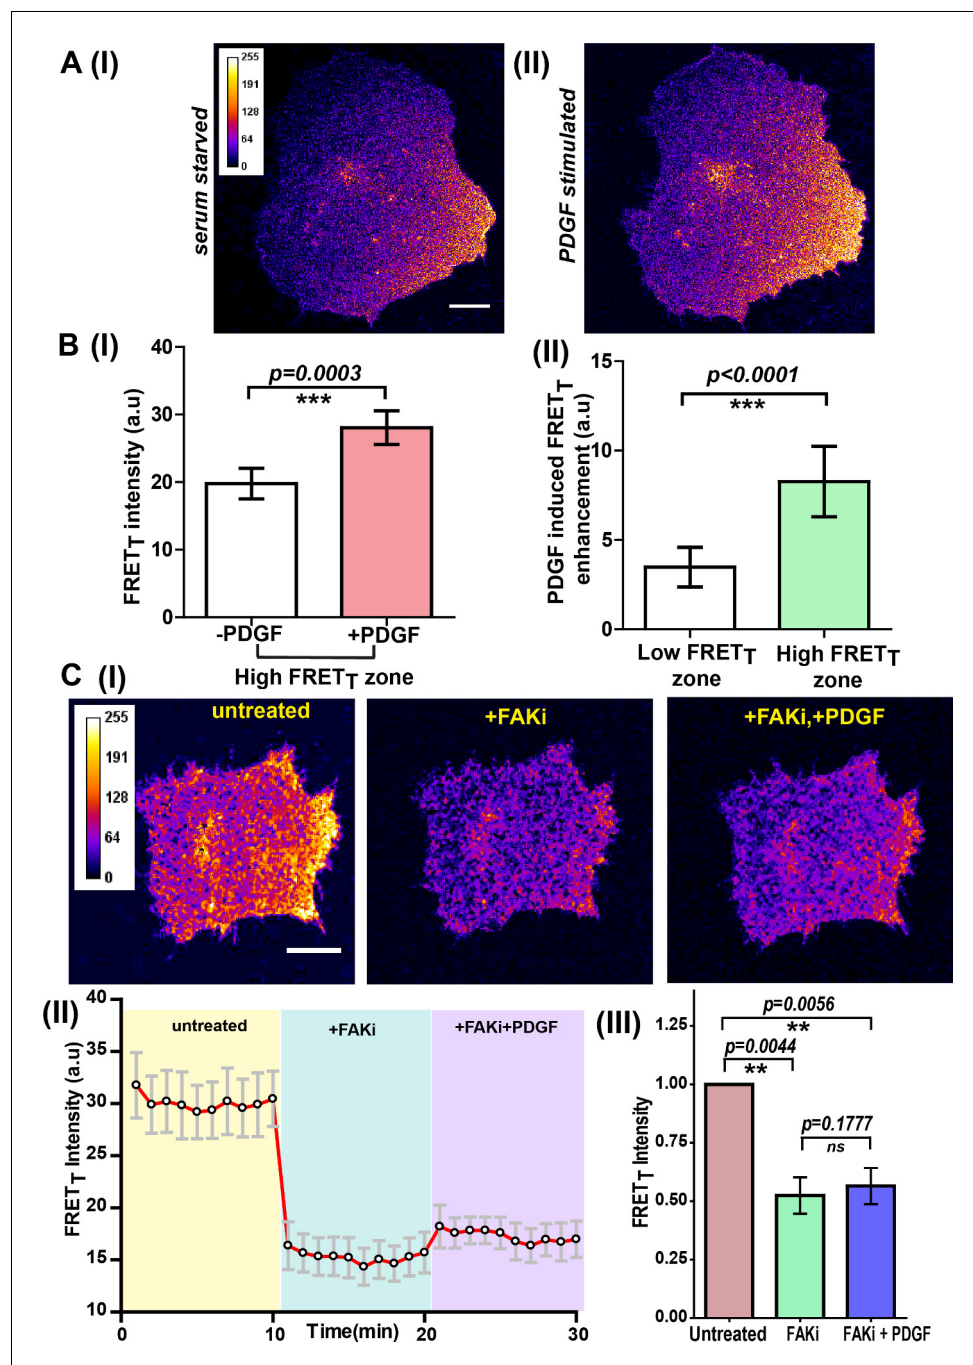 A (I)
(II)
serum starved
255
191
128
64
0
PDGF stimulated
B (I)
FRETT intensity (a.u)
40
30
20
10
0
p=0.0003
***
-PDGF
+PDGF
High FRETT zone
(II)
PDGF induced FRETT
enhancement (a.u)
15
10
5
0
p<0.0001
***
Low FRETT
zone
High FRETT
zone
C (I)
255
191
128
64
0
untreated
+FAKi
+FAKi,+PDGF
(II)
FRETT Intensity (a.u)
40
35
30
25
20
15
10
untreated
+FAKi
+FAKi+PDGF
0
10
20
30
Time(min)
(III)
FRETT Intensity
1.25
1.00
0.75
0.50
0.25
0.00
p=0.0056
**
p=0.0044
**
p=0.1777
ns
Untreated
FAKi
FAKi + PDGF